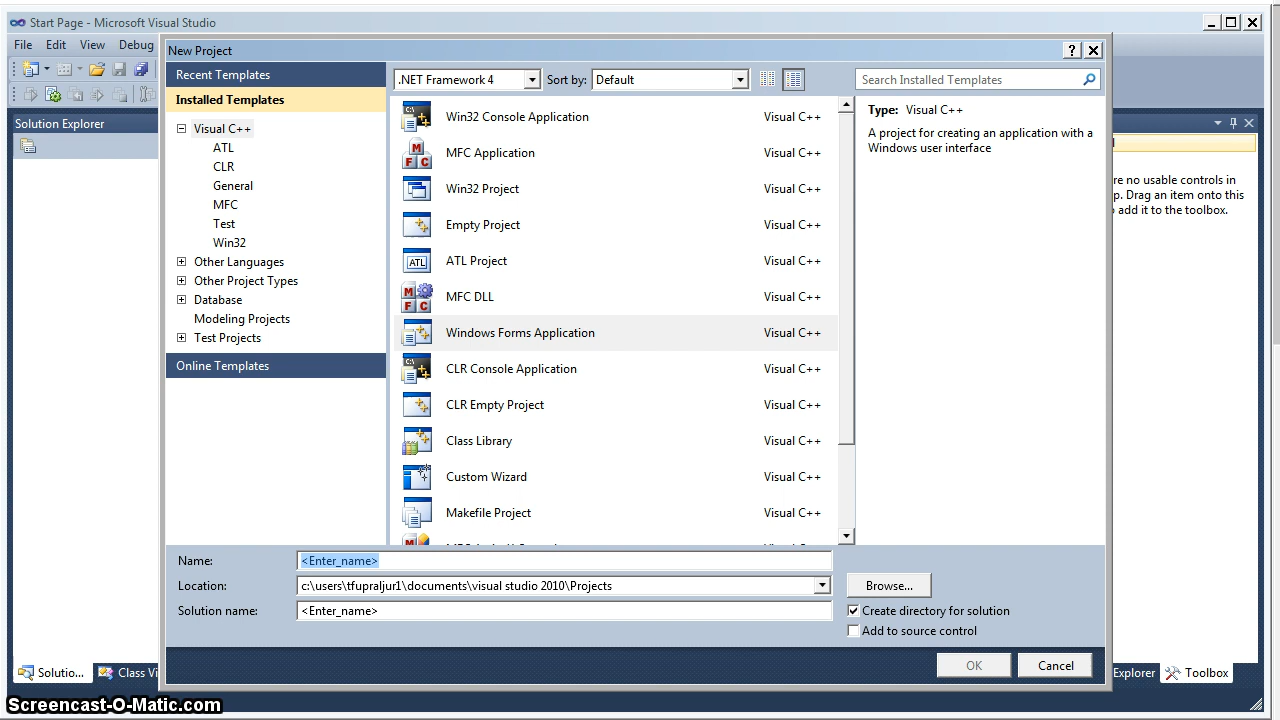 Start Page - Microsoft Visual Studio
File Edit View Debug
New Project
Recent Templates
.NET Framework 4
Sort by:
Default
Search Installed Templates
Installed Templates
Visual C++
ATL
CLR
General
MFC
Test
Win32
Other Languages
Other Project Types
Database
Modeling Projects
Test Projects
Online Templates
Win32 Console Application Visual C++
MFC Application Visual C++
Win32 Project Visual C++
Empty Project Visual C++
ATL Project Visual C++
MFC DLL Visual C++
Windows Forms Application Visual C++
CLR Console Application Visual C++
CLR Empty Project Visual C++
Class Library Visual C++
Custom Wizard Visual C++
Makefile Project Visual C++
Type: Visual C++
A project for creating an application with a
Windows user interface
Solution Explorer
re no usable controls in
p. Drag an item onto this
add it to the toolbox.
Name: <Enter_name>
Location: c:\users\tfupraljur1\documents\visual studio 2010\Projects
Browse...
Solution name: <Enter_name>
Create directory for solution
Add to source control
OK
Cancel
Solutio...
Class Vi
Explorer
Toolbox
Screencast-O-Matic.com